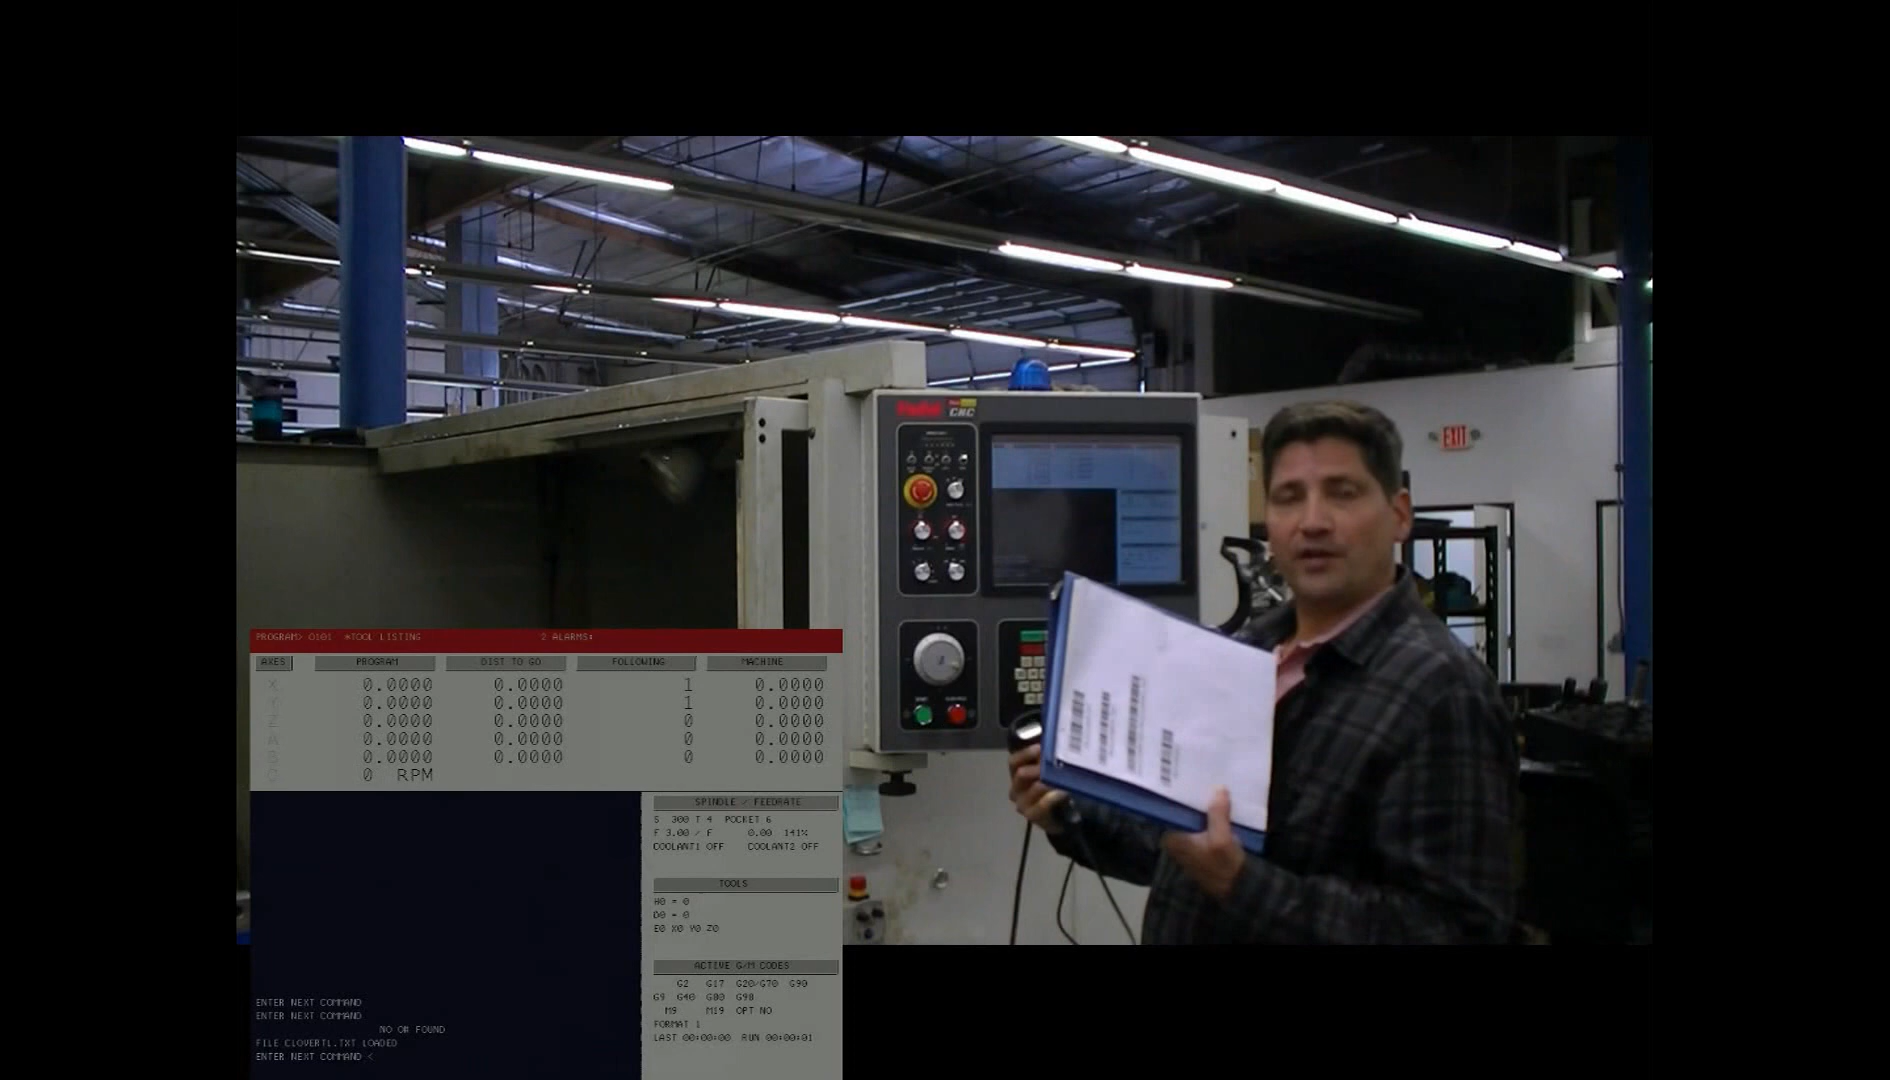 Fadal
CNC
EXIT
PROGRAM> O101 *TOOL LISTING 2 ALARMS:
AXES PROGRAM DIST TO GO FOLLOWING MACHINE
X 0.0000 0.0000 1 0.0000
Y 0.0000 0.0000 1 0.0000
Z 0.0000 0.0000 0 0.0000
A 0.0000 0.0000 0 0.0000
B 0.0000 0.0000 0 0.0000
C 0 RPM
SPINDLE / FEEDRATE
S 300 T 4 POCKET 6
F 3.00 / F 0.00 141%
COOLANT1 OFF COOLANT2 OFF
TOOLS
H0 = 0
D0 = 0
E0 X0 Y0 Z0
ACTIVE G/M CODES
G2 G17 G20/G70 G90
G9 G40 G80 G98
M9 M19 OPT NO
FORMAT 1
LAST 00:00:00 RUN 00:00:01
ENTER NEXT COMMAND
ENTER NEXT COMMAND
NO O# FOUND
FILE CLOVERTL.TXT LOADED
ENTER NEXT COMMAND <